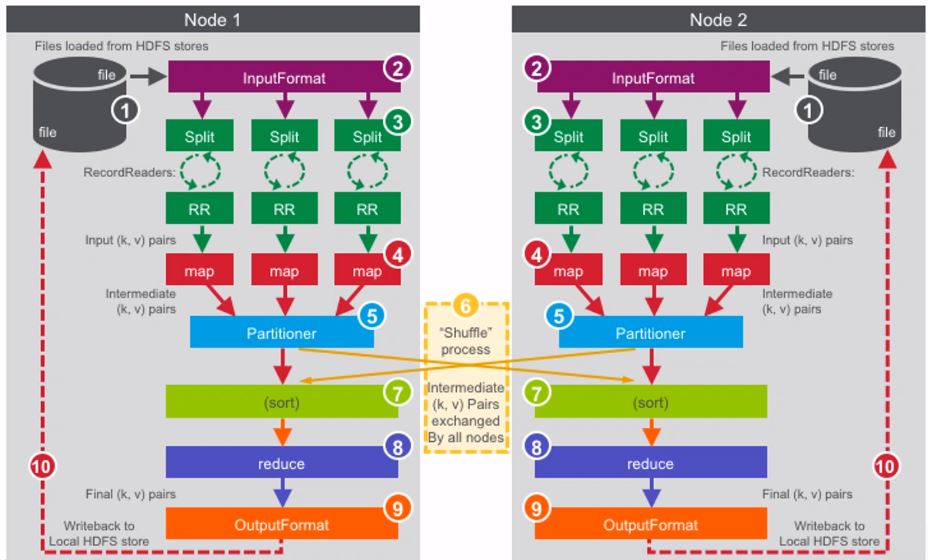 Node 1
Files loaded from HDFS stores
file
1
file
InputFormat
2
Split
Split
Split
3
RecordReaders:
RR
RR
RR
Input (k, v) pairs
map
map
map
4
Intermediate
(k, v) pairs
Partitioner
5
(sort)
7
reduce
8
Final (k, v) pairs
OutputFormat
9
10
Writeback to
Local HDFS store
6
“Shuffle”
process
Intermediate
(k, v) Pairs
exchanged
By all nodes
Node 2
Files loaded from HDFS stores
2
InputFormat
file
1
file
3
Split
Split
Split
RecordReaders:
RR
RR
RR
Input (k, v) pairs
4
map
map
map
Intermediate
(k, v) pairs
5
Partitioner
7
(sort)
8
reduce
Final (k, v) pairs
9
OutputFormat
10
Writeback to
Local HDFS store